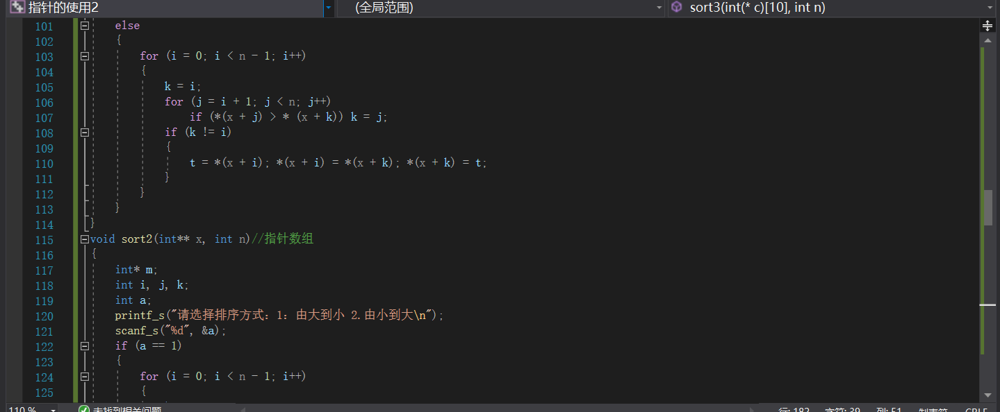 指针的使用2 (全局范围) sort3(int(* c)[10], int n)
101 else
102 {
103 for (i = 0; i < n - 1; i++)
104 {
105 k = i;
106 for (j = i + 1; j < n; j++)
107 if (*(x + j) > * (x + k)) k = j;
108 if (k != i)
109 {
110 t = *(x + i); *(x + i) = *(x + k); *(x + k) = t;
111 }
112 }
113 }
114 }
115 void sort2(int** x, int n)//指针数组
116 {
117 int* m;
118 int i, j, k;
119 int a;
120 printf_s("请选择排序方式：1：由大到小 2.由小到大\n");
121 scanf_s("%d", &a);
122 if (a == 1)
123 {
124 for (i = 0; i < n - 1; i++)
125 {
110 % 未找到相关问题 行: 182 字符: 39 列: 51 制表符 CRLF